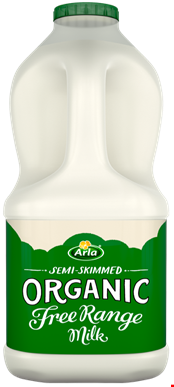 Arla
SEMI-SKIMMED
ORGANIC
Free Range
Milk